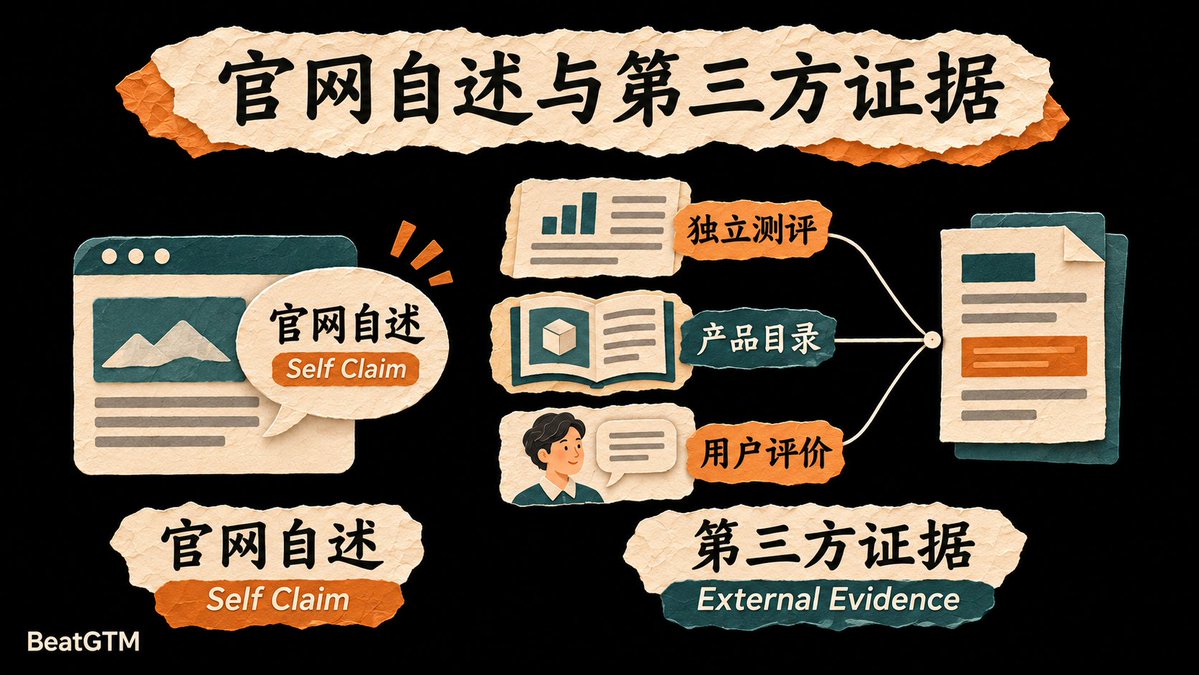 官网自述与第三方证据
官网自述
Self Claim
独立测评
产品目录
用户评价
官网自述
Self Claim
第三方证据
External Evidence
BeatGTM